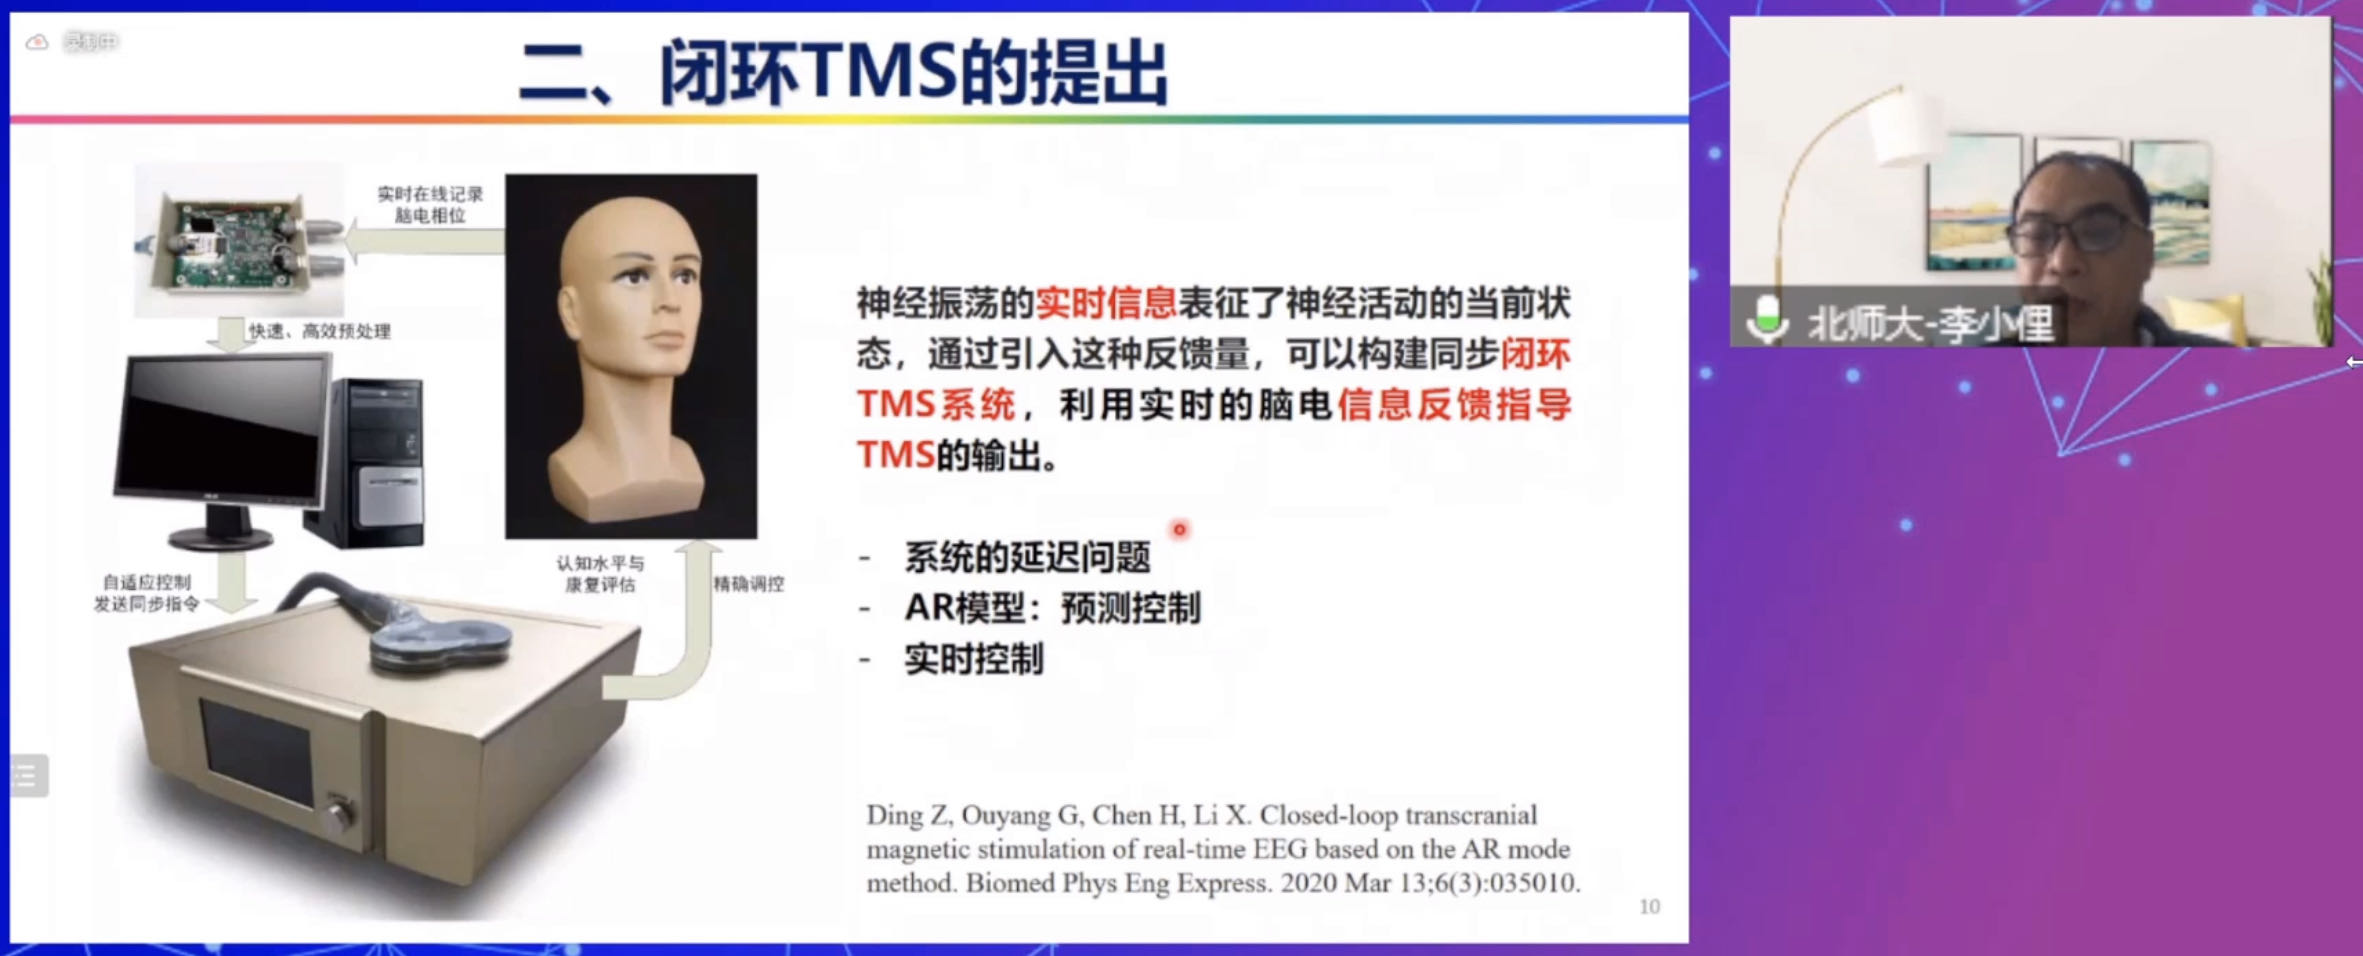 录制中
二、闭环TMS的提出
实时在线记录
脑电相位
快速、高效预处理
自适应控制
发送同步指令
认知水平与
康复评估
精确调控
神经振荡的实时信息表征了神经活动的当前状
态，通过引入这种反馈量，可以构建同步闭环
TMS系统，利用实时的脑电信息反馈指导
TMS的输出。
- 系统的延迟问题
- AR模型：预测控制
- 实时控制
Ding Z, Ouyang G, Chen H, Li X. Closed-loop transcranial
magnetic stimulation of real-time EEG based on the AR mode
method. Biomed Phys Eng Express. 2020 Mar 13;6(3):035010.
10
北师大-李小俚